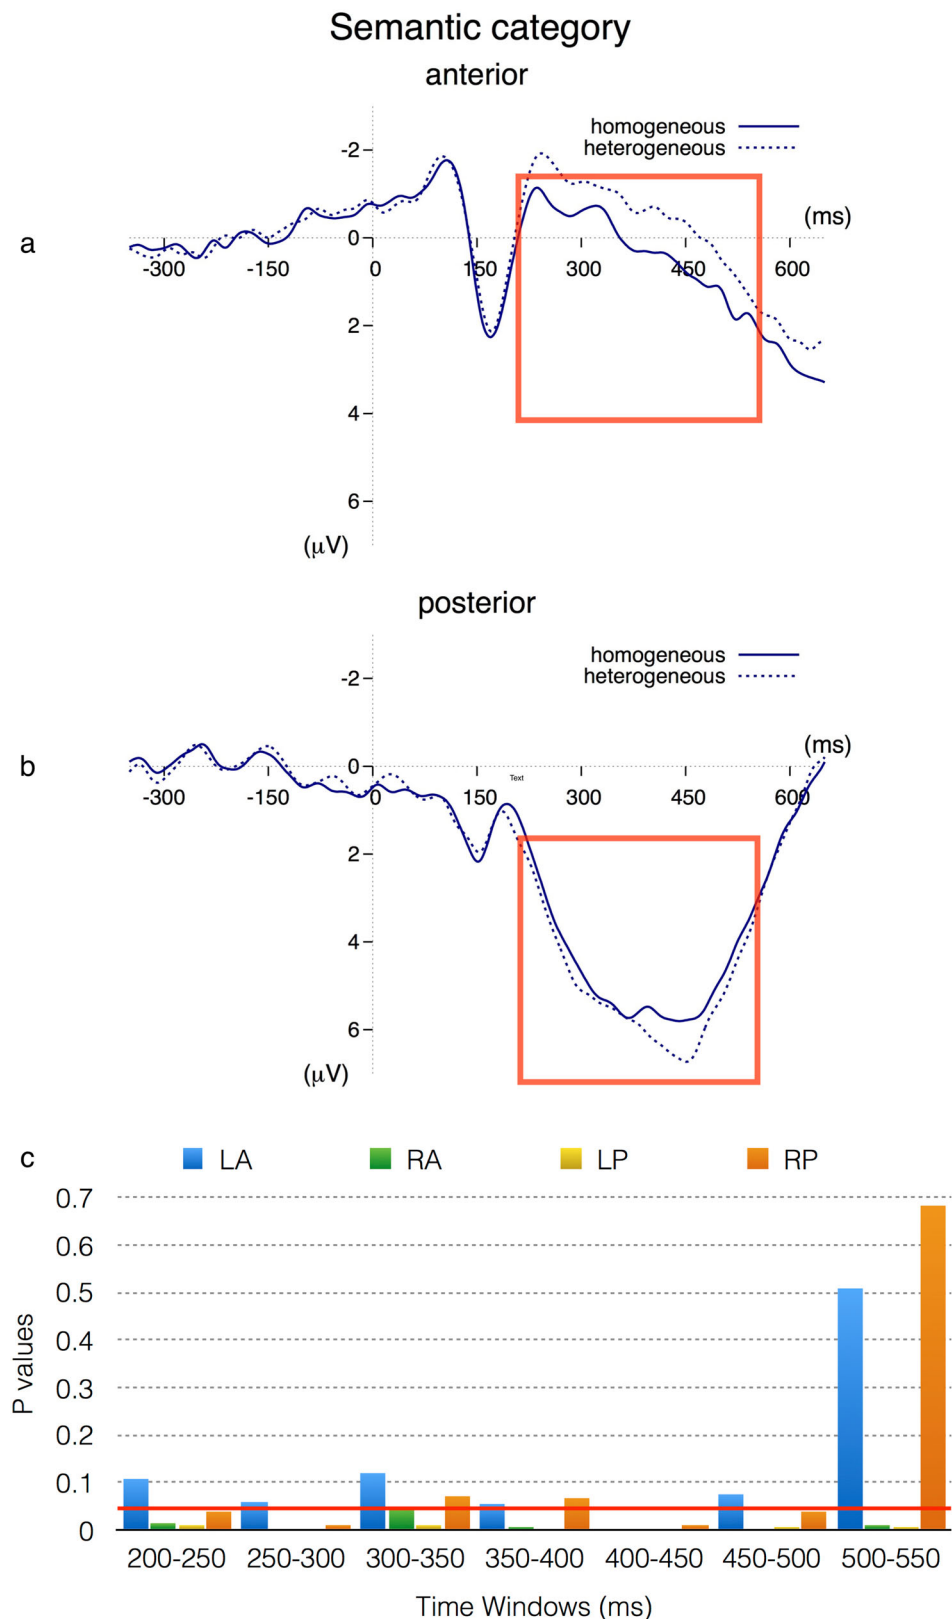 Semantic category
anterior
homogeneous
heterogeneous
-2
(ms)
a
0
-300 -150 0 150 300 450 600
2
4
6
(μV)
posterior
homogeneous
heterogeneous
-2
(ms)
b
0
Text
-300 -150 0 150 300 450 600
2
4
6
(μV)
c
LA RA LP RP
0.7
0.6
0.5
0.4
0.3
0.2
0.1
0
P values
200-250 250-300 300-350 350-400 400-450 450-500 500-550
Time Windows (ms)